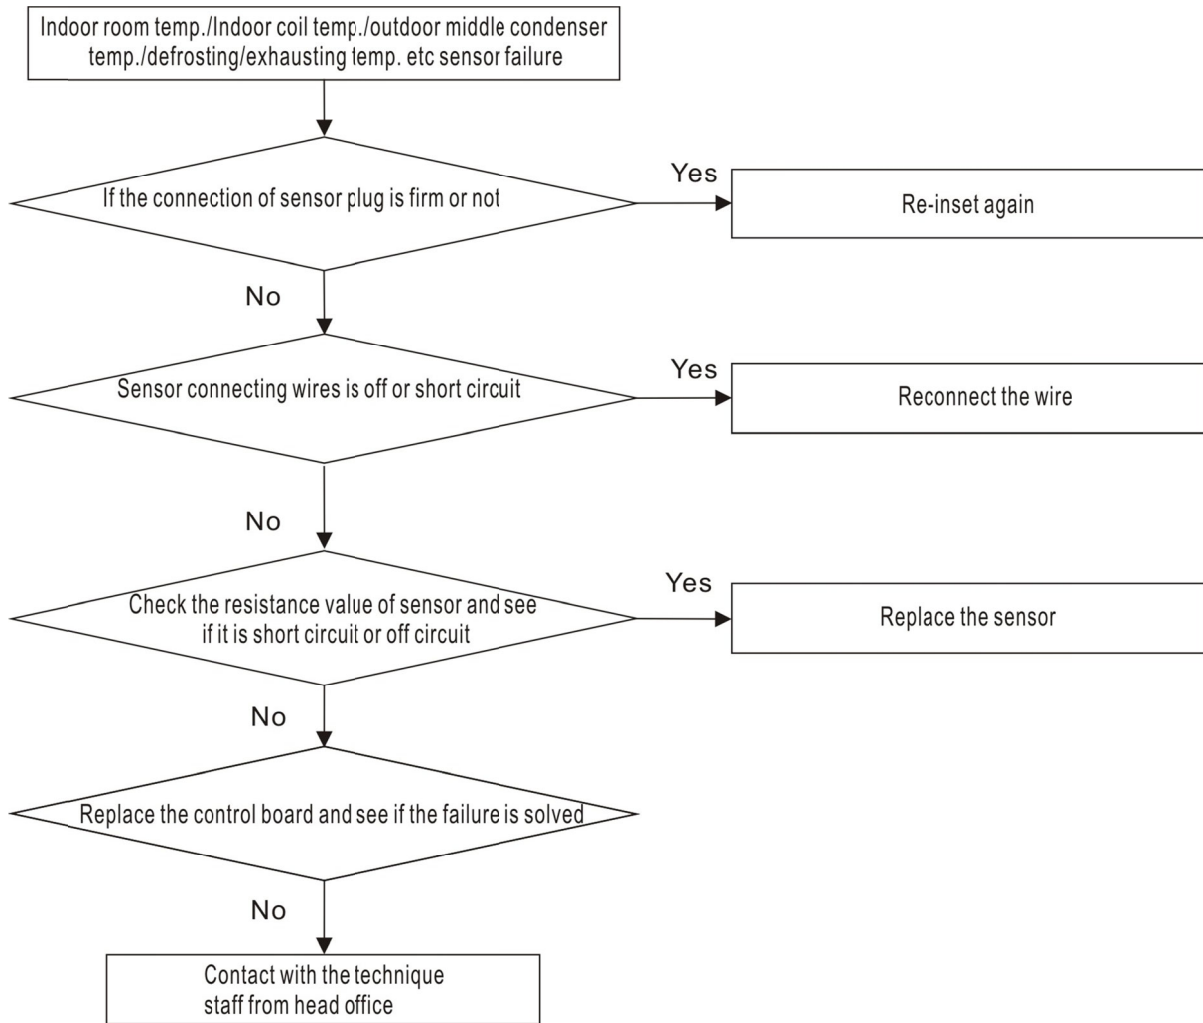 Indoor room temp./Indoor coil temp./outdoor middle condenser
temp./defrosting/exhausting temp. etc sensor failure
If the connection of sensor plug is firm or not
Yes
Re-inset again
No
Sensor connecting wires is off or short circuit
Yes
Reconnect the wire
No
Check the resistance value of sensor and see
if it is short circuit or off circuit
Yes
Replace the sensor
No
Replace the control board and see if the failure is solved
No
Contact with the technique
staff from head office